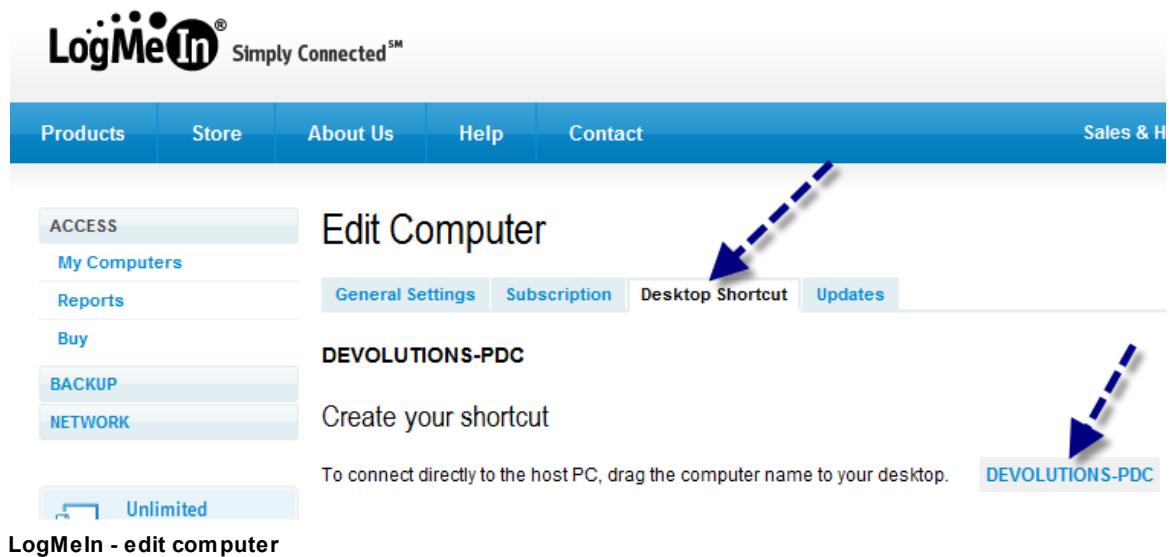 LogMeIn® Simply Connected℠
Products Store About Us Help Contact Sales & H
ACCESS
My Computers
Reports
Buy
BACKUP
NETWORK
Unlimited
Edit Computer
General Settings Subscription Desktop Shortcut Updates
DEVOLUTIONS-PDC
Create your shortcut
To connect directly to the host PC, drag the computer name to your desktop. DEVOLUTIONS-PDC
LogMeIn - edit computer